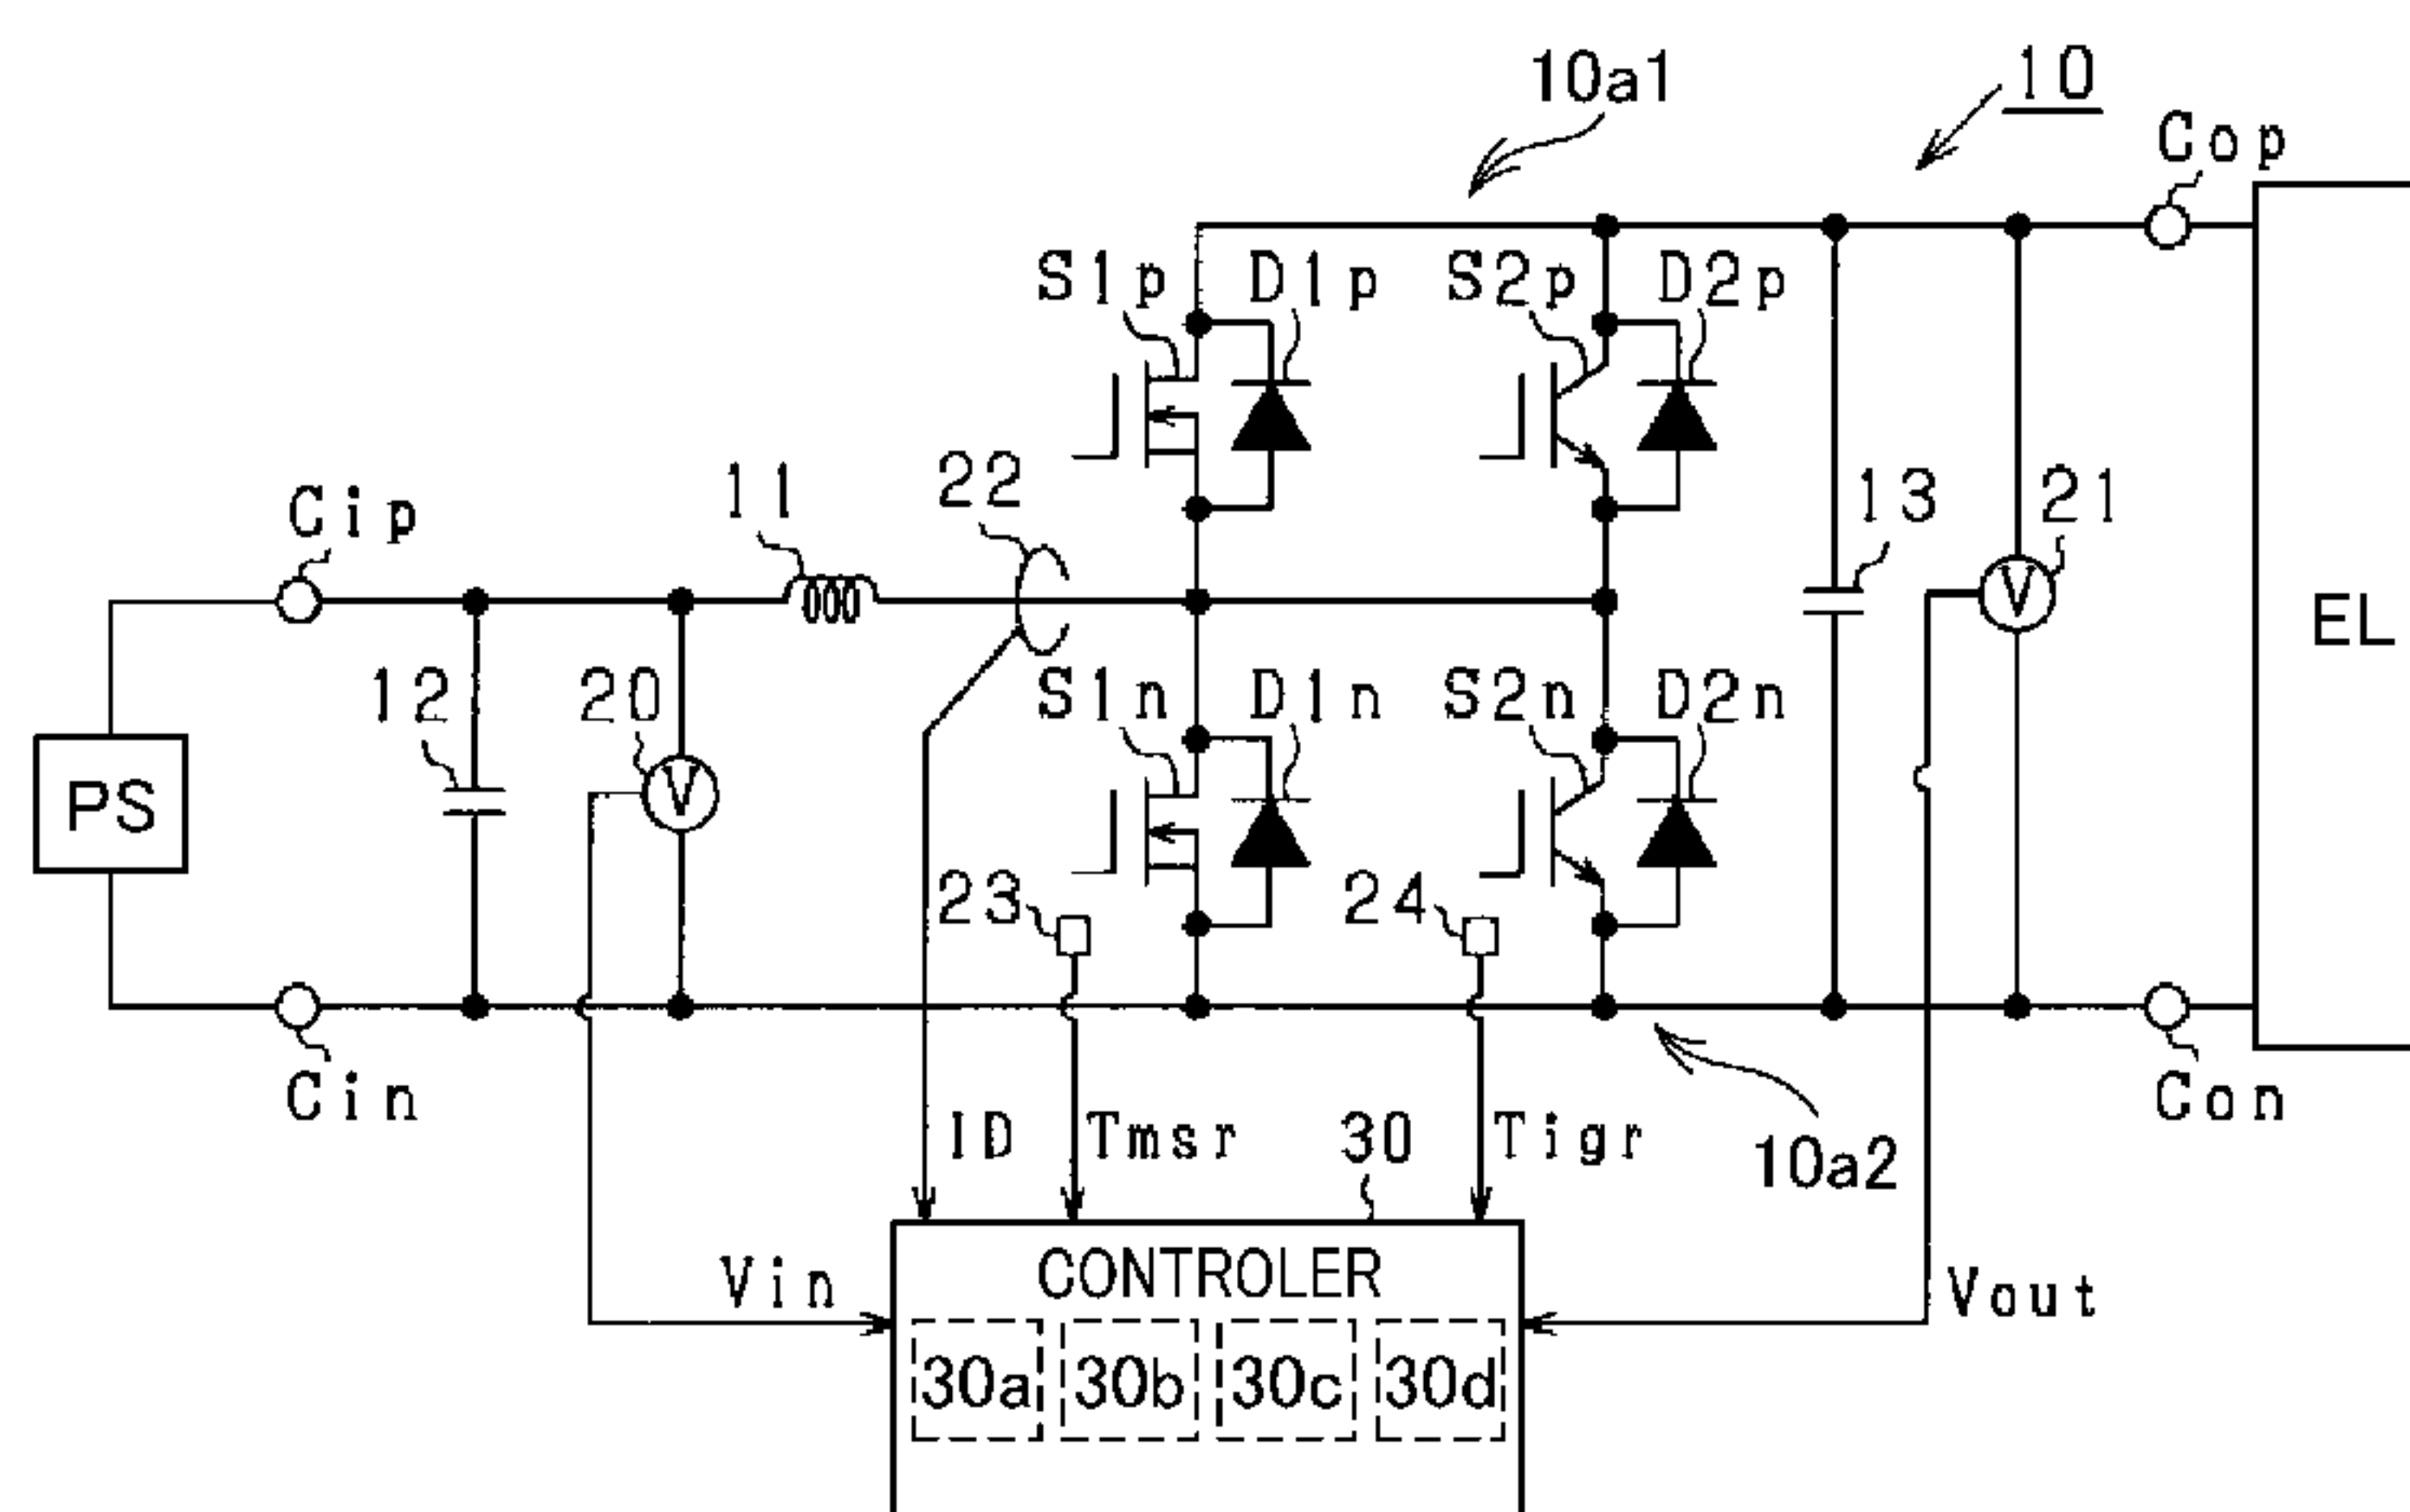 10a1
10
Cop
S1p D1p S2p D2p
Cip
11
22
13
21
V
EL
12
20
S1n D1n S2n D2n
PS
V
23
24
Cin
Con
ID
Tmsr
30
Tigr
10a2
Vin
CONTROLER
Vout
30a 30b 30c 30d